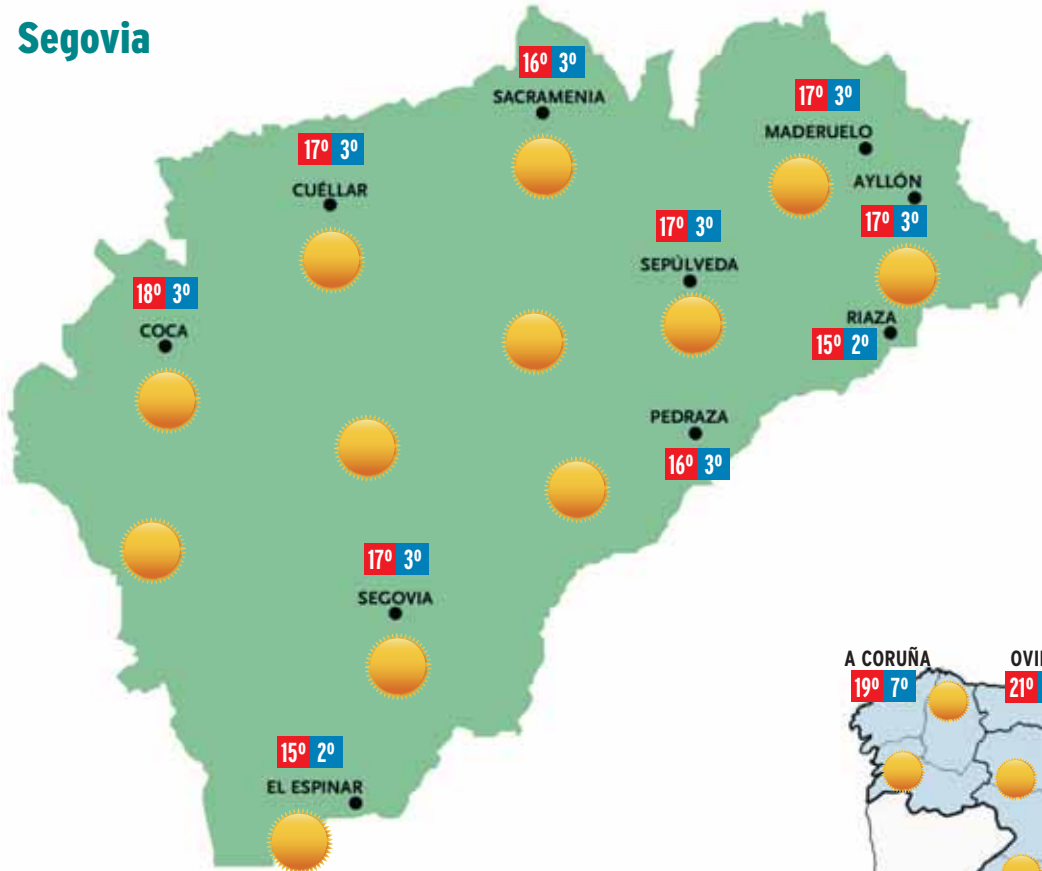 Segovia
16º 3º
SACRAMENIA
17º 3º
MADERUELO
17º 3º
CUÉLLAR
AYLLÓN
17º 3º
17º 3º
SEPÚLVEDA
18º 3º
COCA
RIAZA
15º 2º
PEDRAZA
16º 3º
17º 3º
SEGOVIA
A CORUÑA
19º 7º
21º
15º 2º
EL ESPINAR